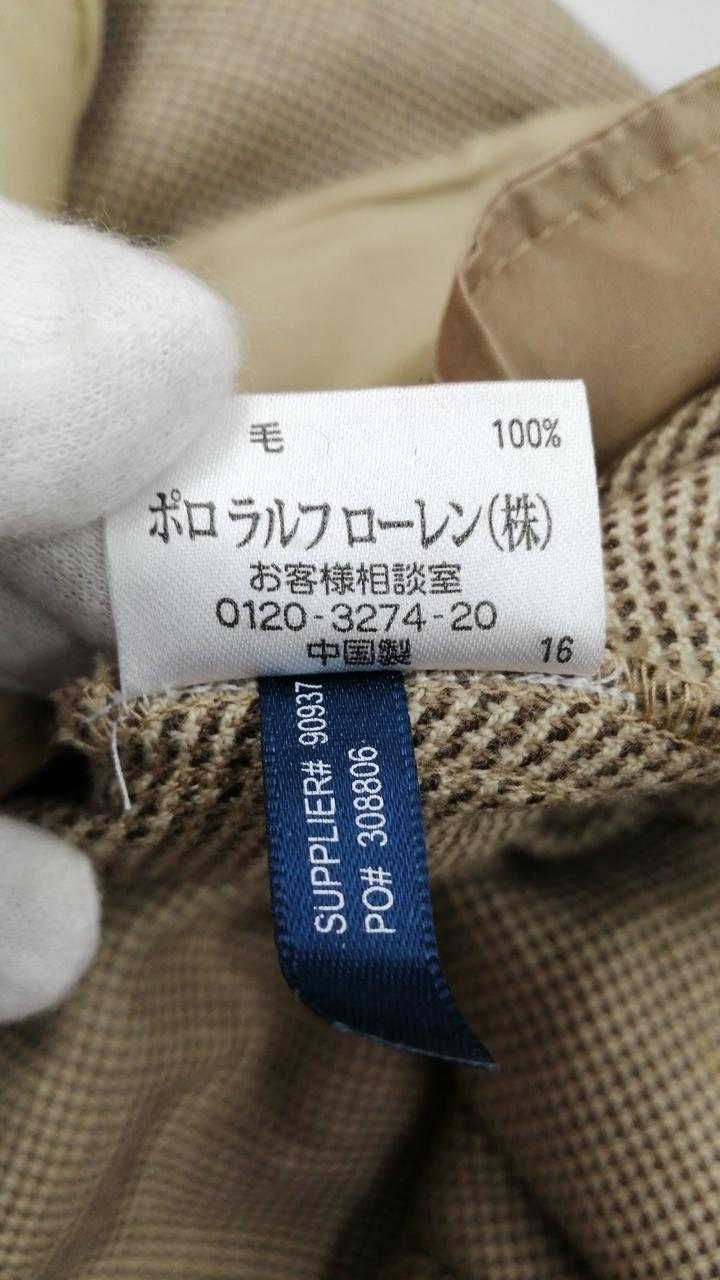 毛 100%
ポロ ラルフ ローレン(株)
お客様相談室
0120-3274-20
中国製 16
SUPPLIER# 90937
PO# 308806